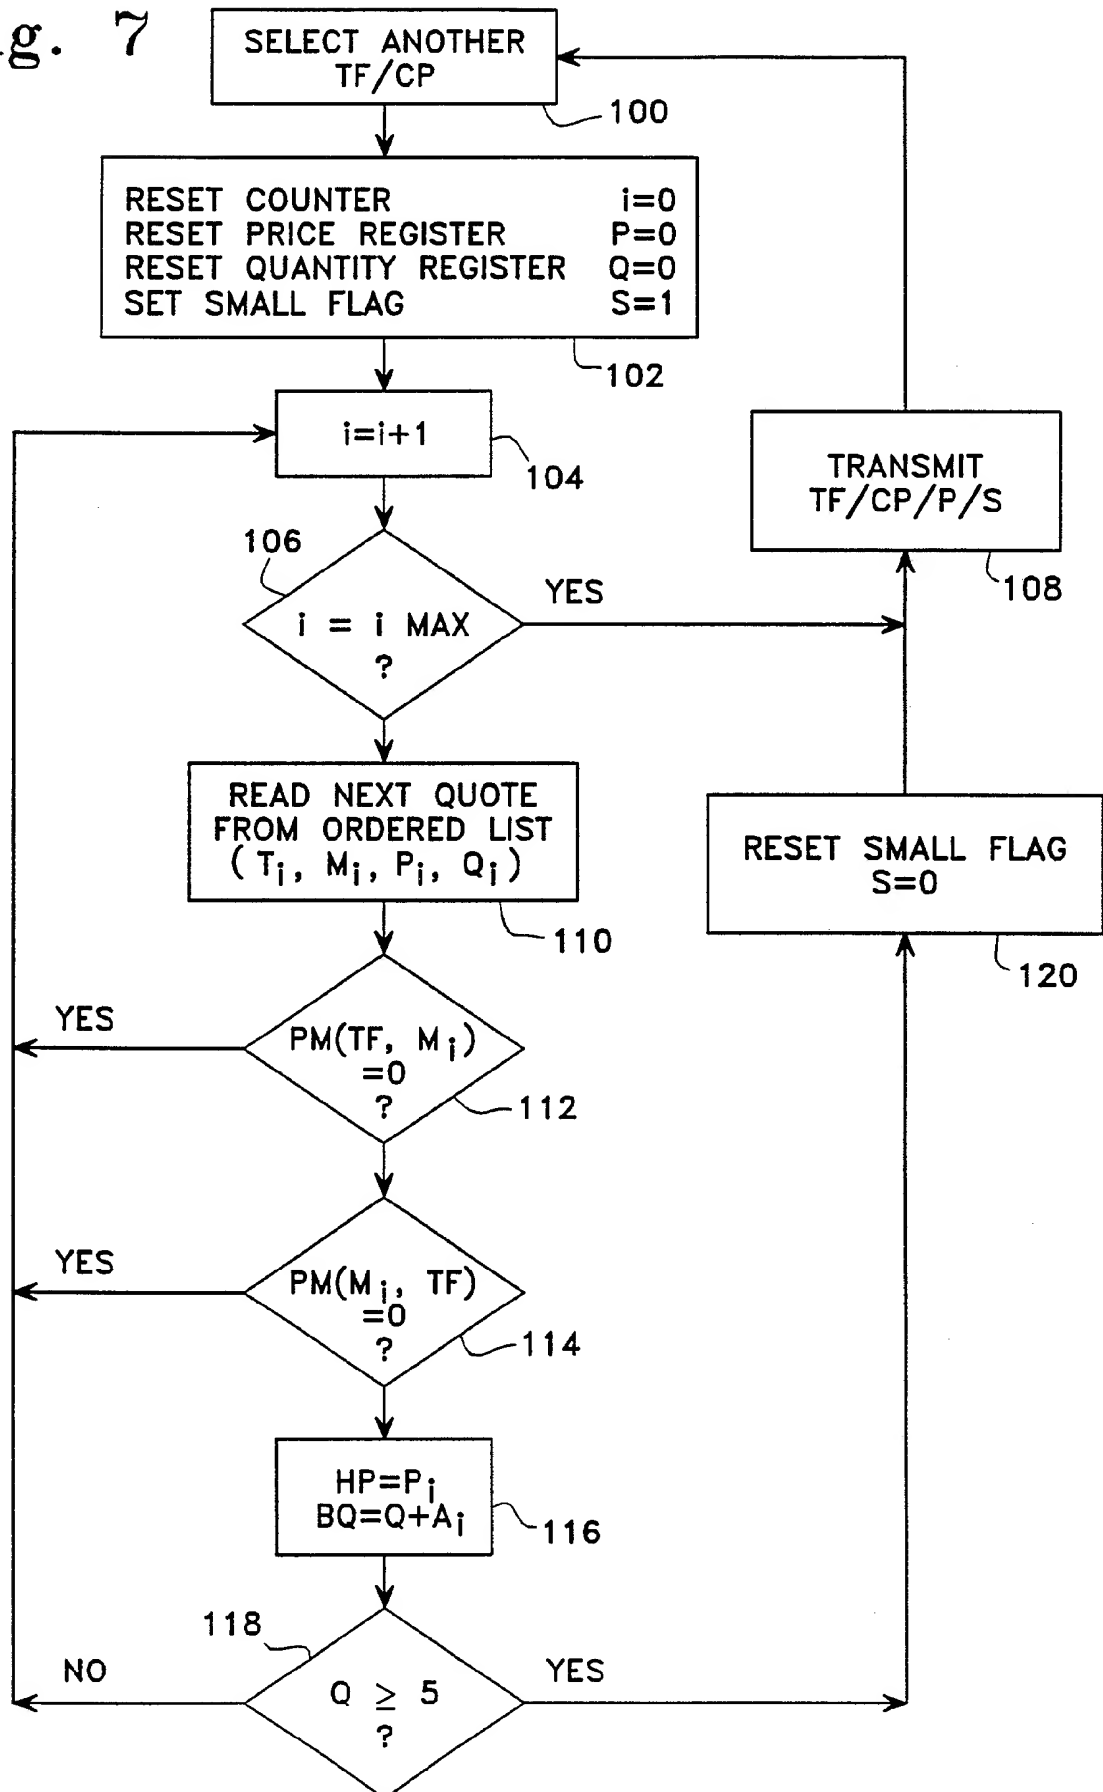 g. 7
SELECT ANOTHER
TF/CP
100
RESET COUNTER i=0
RESET PRICE REGISTER P=0
RESET QUANTITY REGISTER Q=0
SET SMALL FLAG S=1
102
i=i+1
104
TRANSMIT
TF/CP/P/S
108
106
i = i MAX
?
YES
READ NEXT QUOTE
FROM ORDERED LIST
(Ti, Mi, Pi, Qi)
110
RESET SMALL FLAG
S=0
120
YES
PM(TF, Mi)
=0
?
112
YES
PM(Mi, TF)
=0
?
114
HP=Pi
BQ=Q+Ai
116
118
NO
Q ≥ 5
?
YES